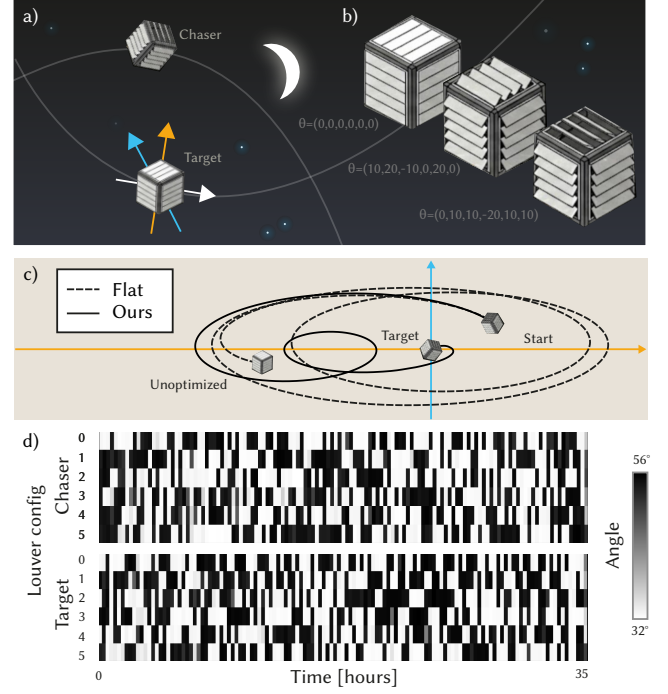 a)
Chaser
Target
b)
θ=(0,0,0,0,0,0)
θ=(10,20,-10,0,20,0)
θ=(0,10,10,-20,10,10)
c)
Flat
Ours
Target
Start
Unoptimized
d)
Louver config
Chaser
0
1
2
3
4
5
Target
0
1
2
3
4
5
0
Time [hours]
35
56°
Angle
32°